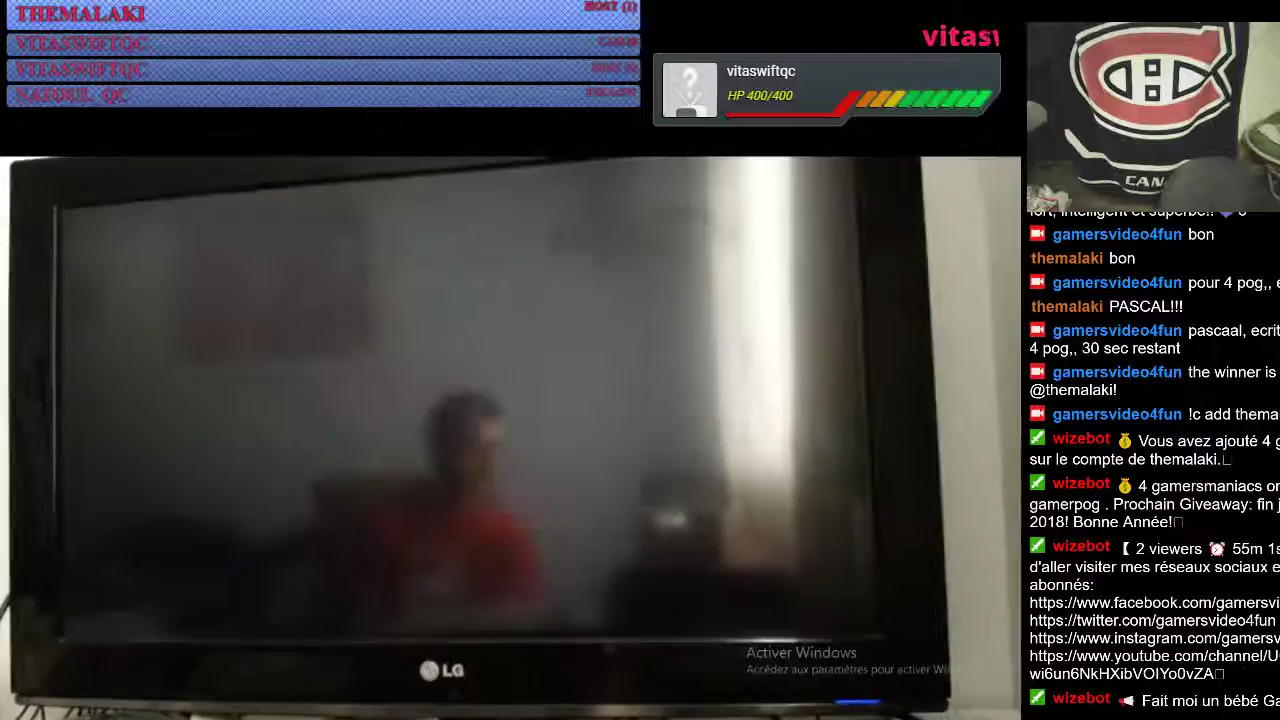 THEMALAKI HOST (1)
VITASWIFTQC
VITASWIFTQC
NATOUL QC FOLLOW
vitasw
vitaswiftqc
HP 400/400
CAN
fort, intelligent et superbe!!
gamersvideo4fun bon
themalaki bon
gamersvideo4fun pour 4 pog,, e
themalaki PASCAL!!!
gamersvideo4fun pascaal, ecrit
4 pog,, 30 sec restant
gamersvideo4fun the winner is
@themalaki!
gamersvideo4fun !c add thema
wizebot Vous avez ajouté 4 g
sur le compte de themalaki.
wizebot 4 gamersmaniacs on
gamerpog . Prochain Giveaway: fin j
2018! Bonne Année!
wizebot 【 2 viewers ⏰ 55m 1s
d'aller visiter mes réseaux sociaux e
abonnés:
https://www.facebook.com/gamersvi
https://twitter.com/gamersvideo4fun
https://www.instagram.com/gamersv
https://www.youtube.com/channel/U
wi6un6NkHXibVOIYo0vZA
wizebot Fait moi un bébé Ga
Activer Windows
Accédez aux paramètres pour activer Wi
LG